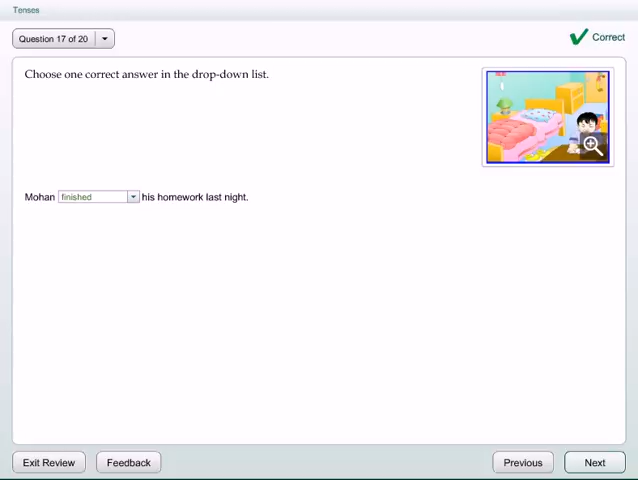 Tenses
Question 17 of 20
Correct
Choose one correct answer in the drop-down list.
Mohan finished his homework last night.
Exit Review Feedback Previous Next